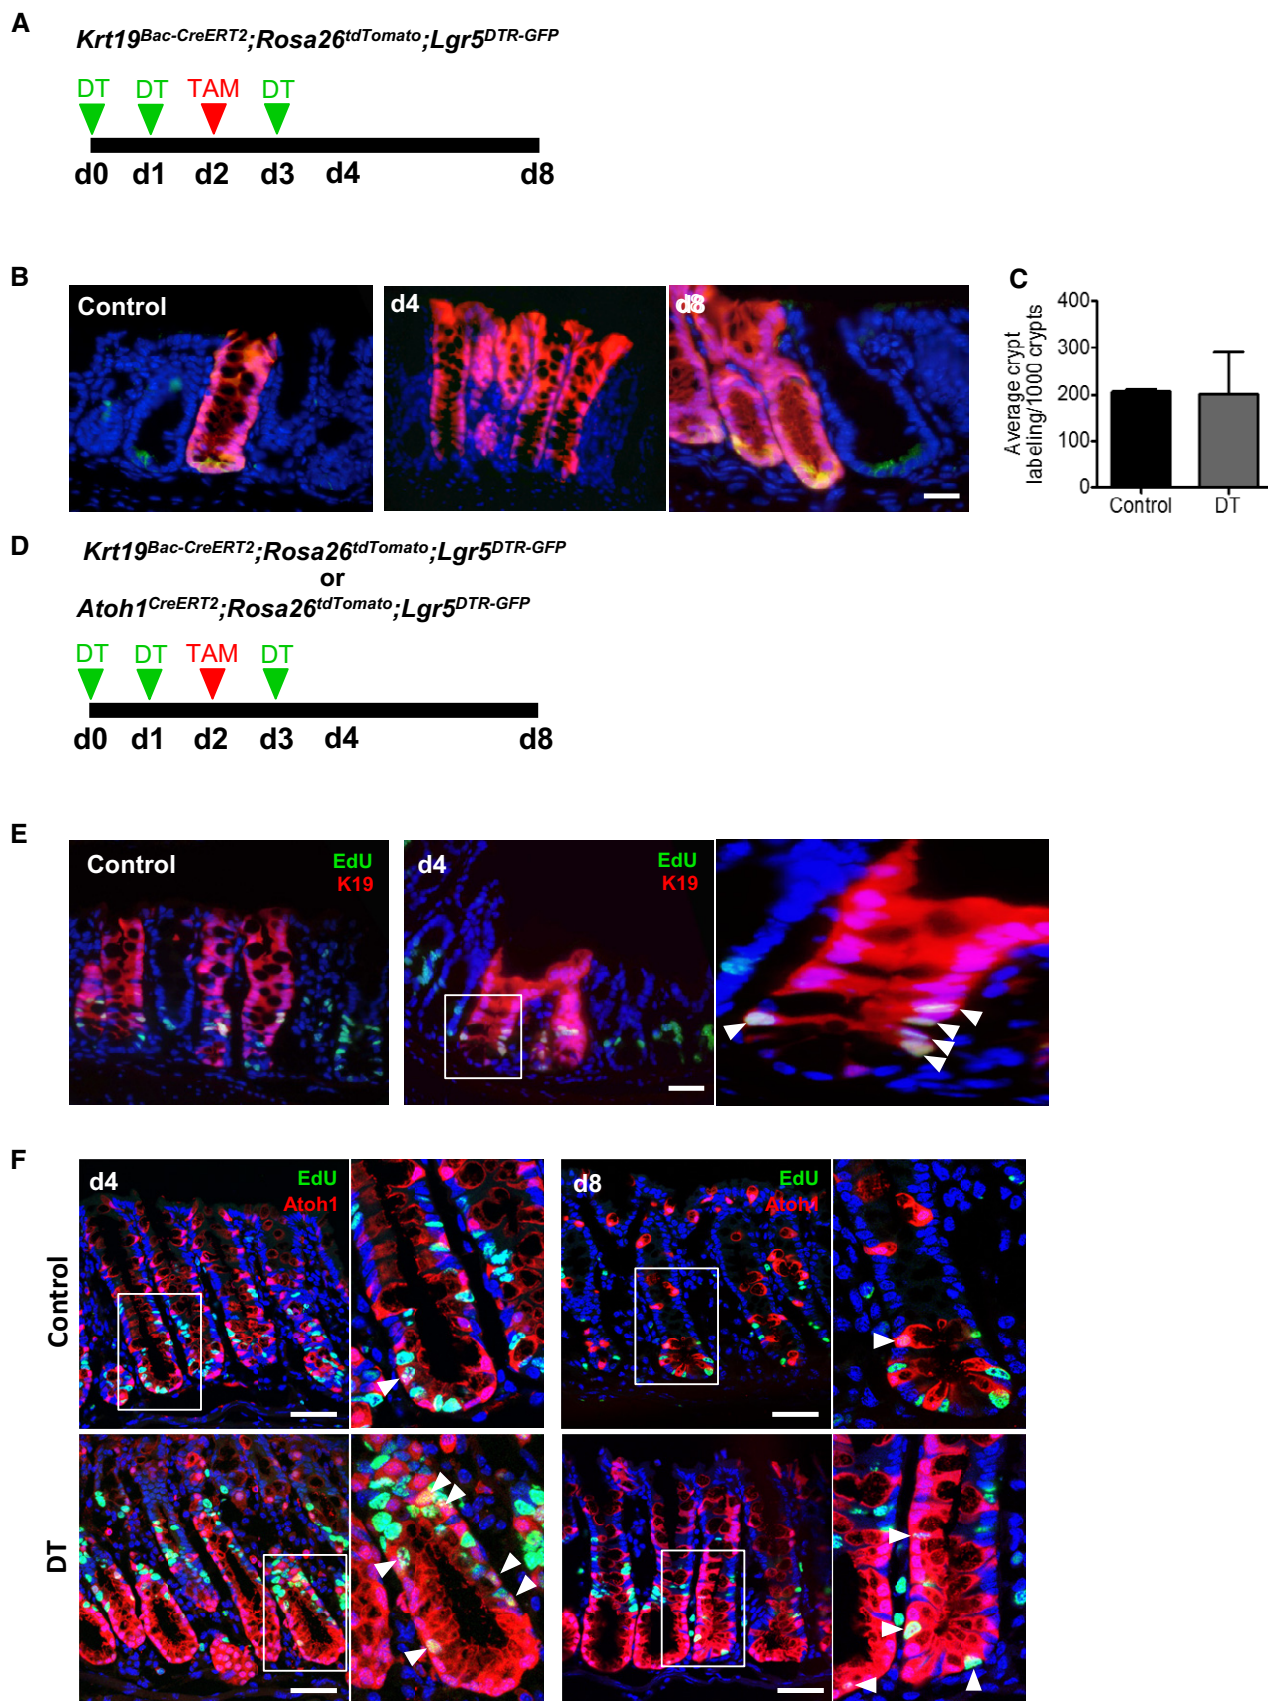 A
Krt19Bac-CreERT2;Rosa26tdTomato;Lgr5DTR-GFP
DT DT TAM DT
d0 d1 d2 d3 d4 d8
B
Control
d4
d8
C
400
300
200
100
0
Average crypt
labeling/1000 crypts
Control DT
D
Krt19Bac-CreERT2;Rosa26tdTomato;Lgr5DTR-GFP
or
Atoh1CreERT2;Rosa26tdTomato;Lgr5DTR-GFP
DT DT TAM DT
d0 d1 d2 d3 d4 d8
E
Control
EdU
K19
d4
EdU
K19
F
d4
EdU
Atoh1
d8
EdU
Atoh1
Control
DT